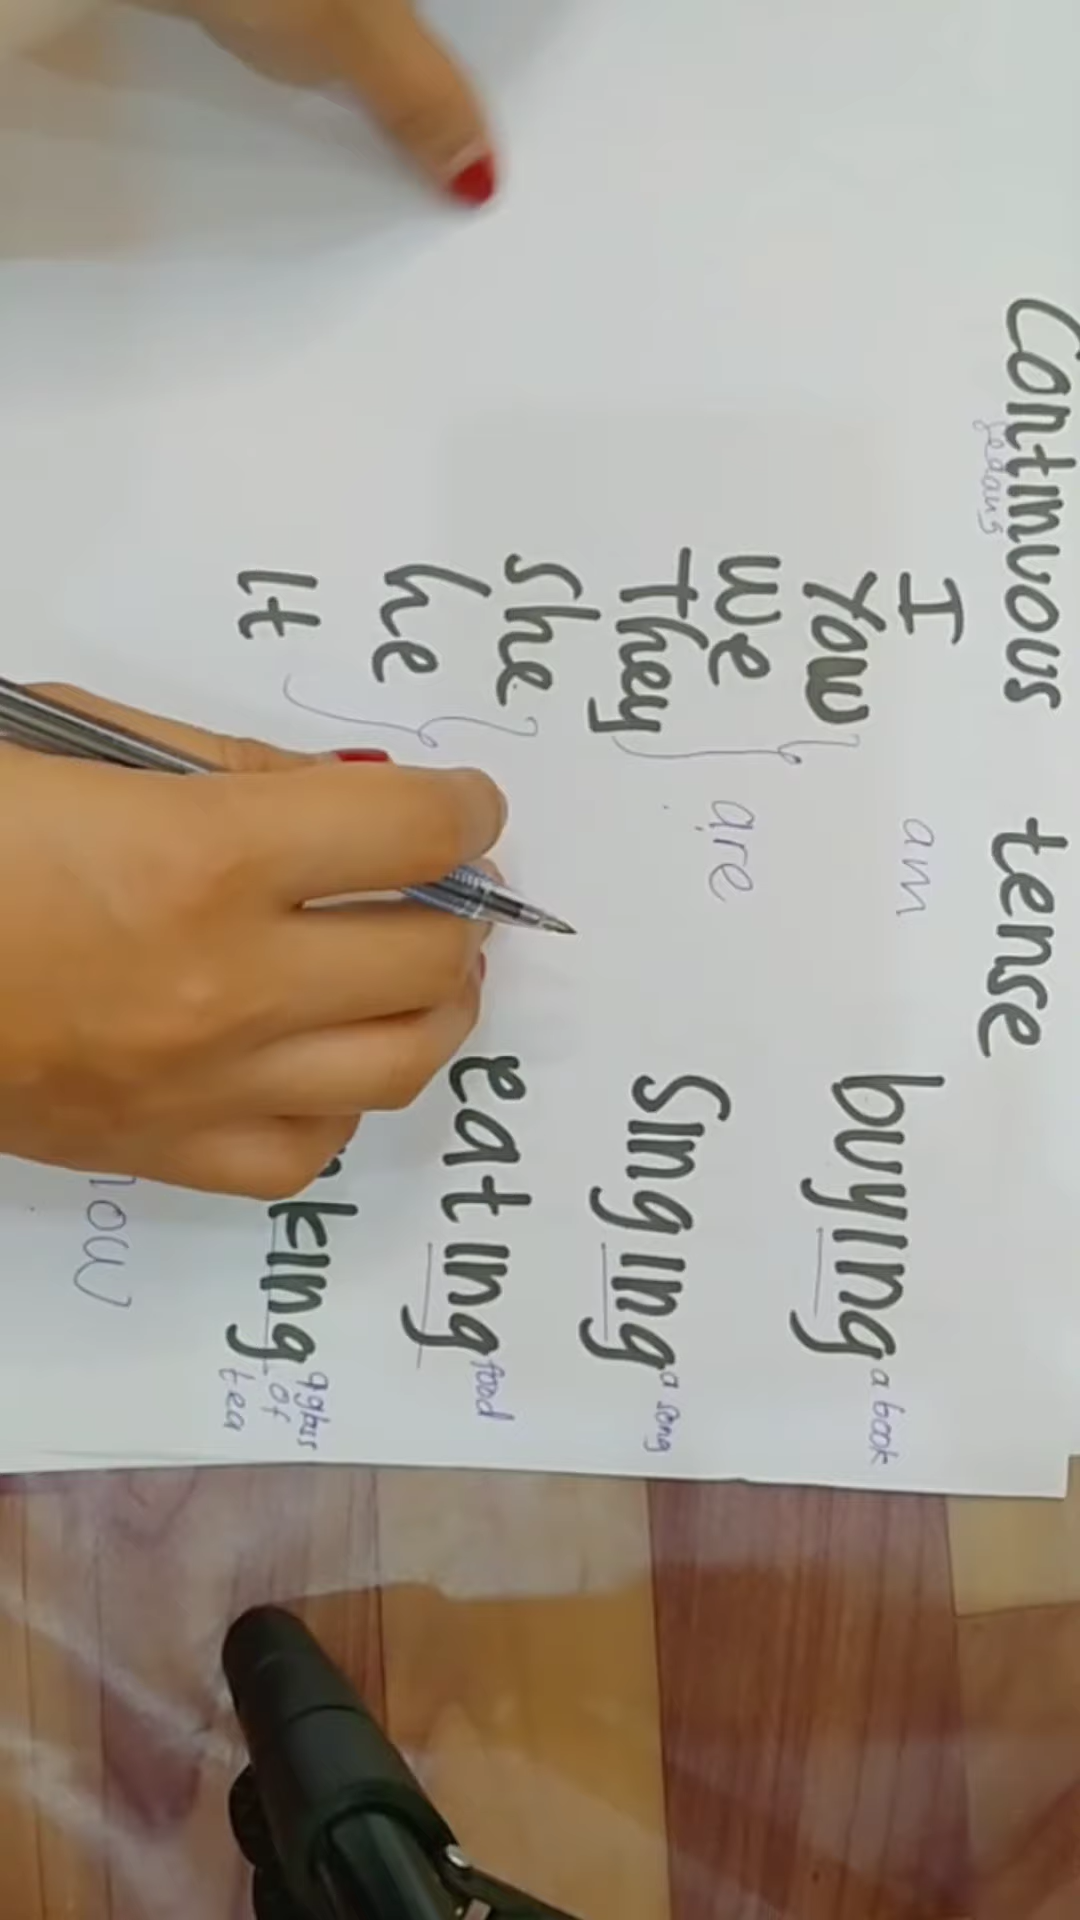 Continuous tense
sedang
I am buying a book
You
we are
They singing a song
she
he eating food
It king a glass
of
tea
now